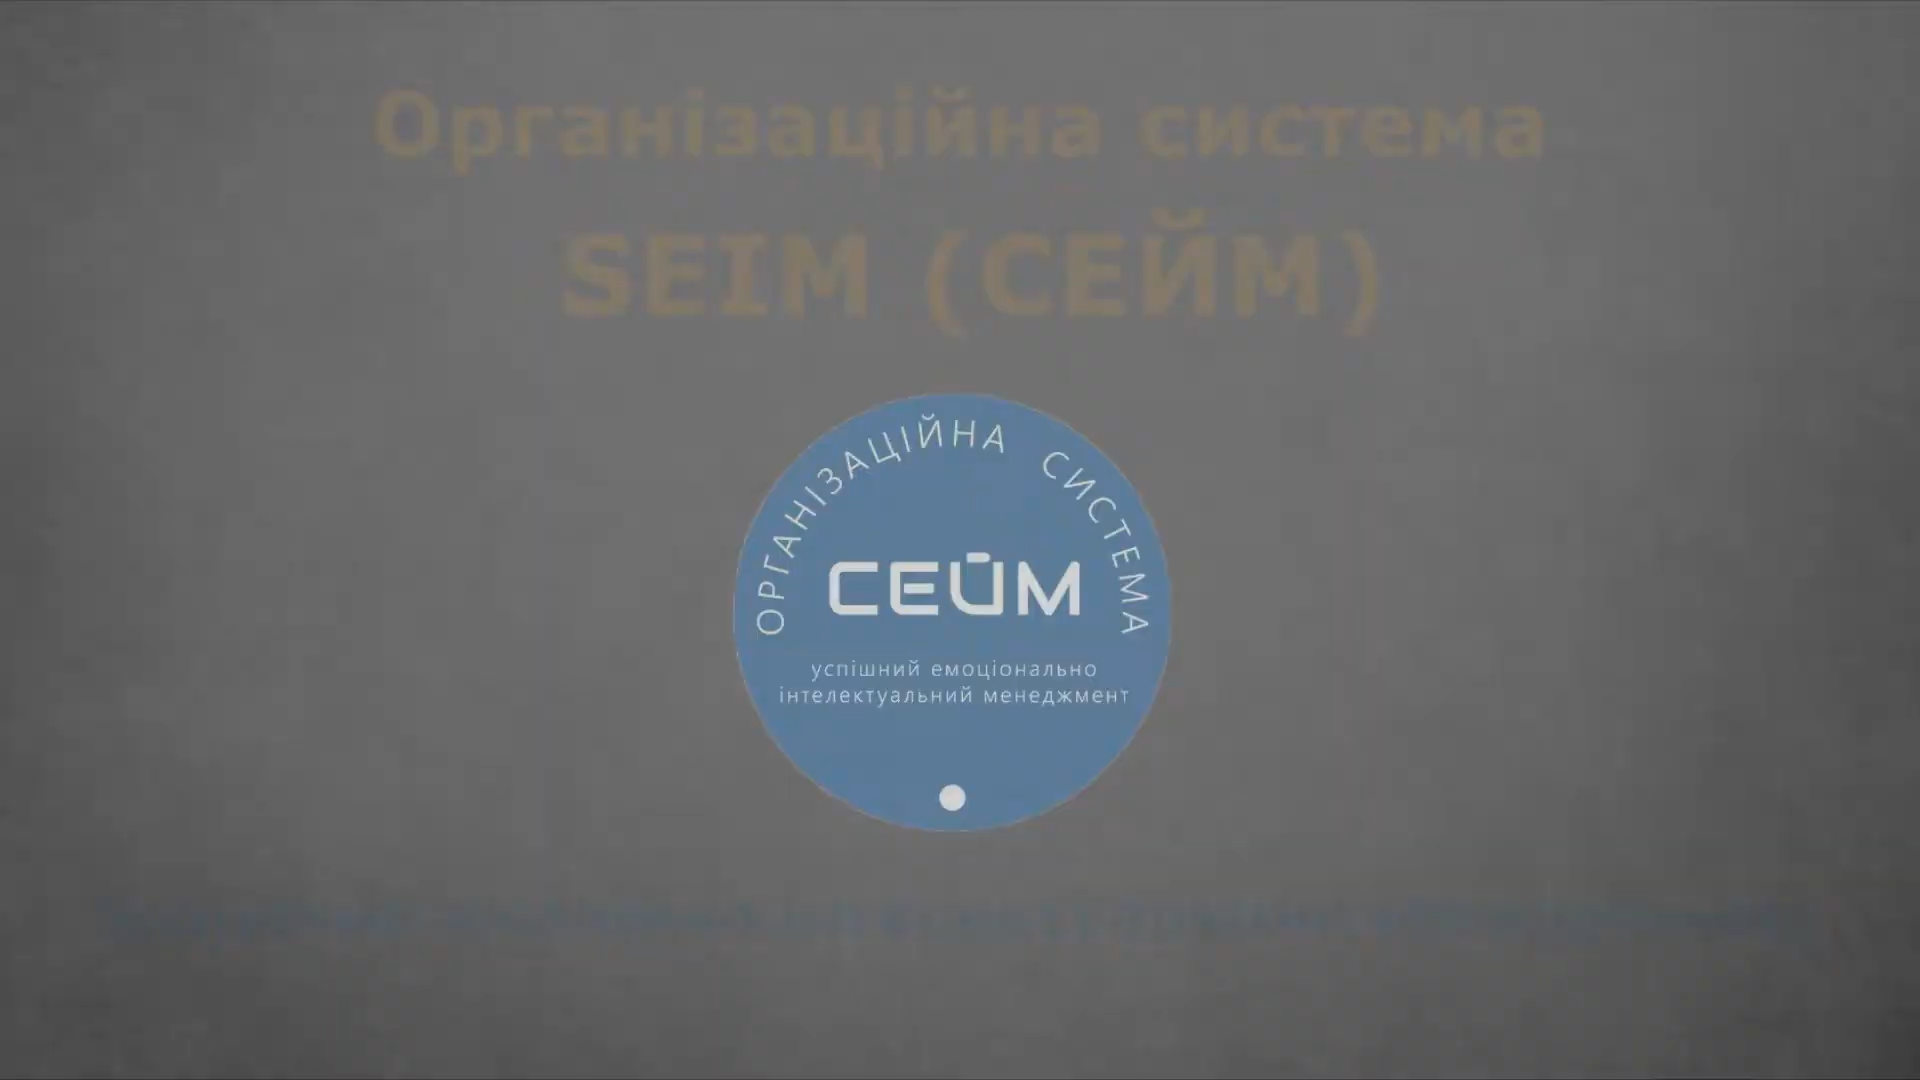 Організаційна система
SEIM (СЕЙМ)
ОРГАНІЗАЦІЙНА СИСТЕМА
СЕЙМ
успішний емоціонально
інтелектуальний менеджмент